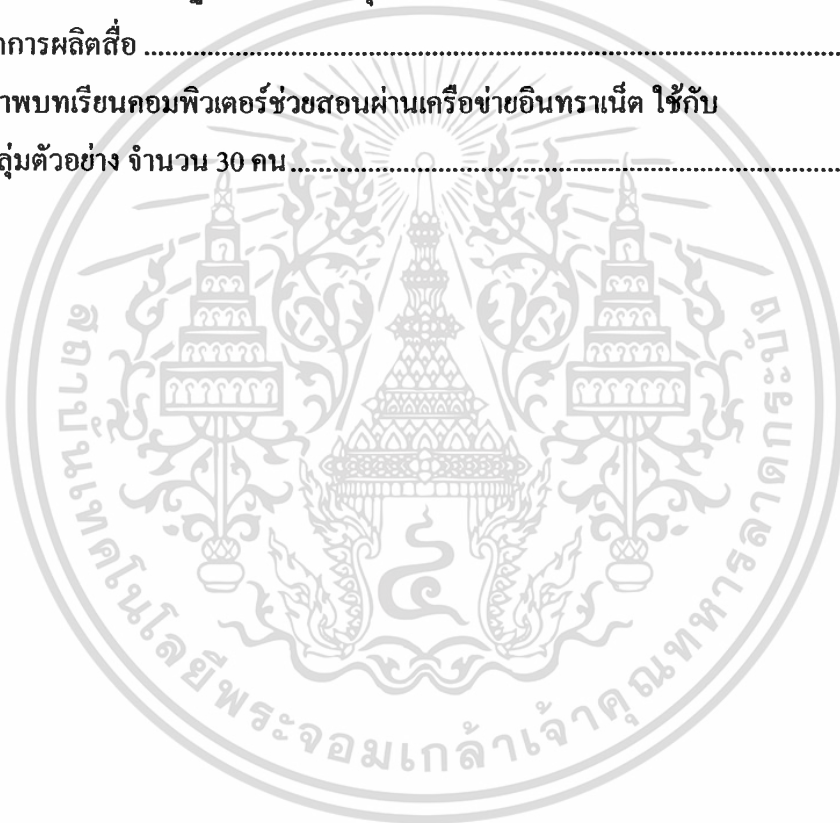 าการผลิตสื่อ ........................................................................................................
าพบทเรียนคอมพิวเตอร์ช่วยสอนผ่านเครือข่ายอินทราเน็ต ใช้กับ
ลุ่มตัวอย่าง จำนวน 30 คน ........................................................................................
สถาบันเทคโนโลยีพระจอมเกล้าเจ้าคุณทหารลาดกระบัง